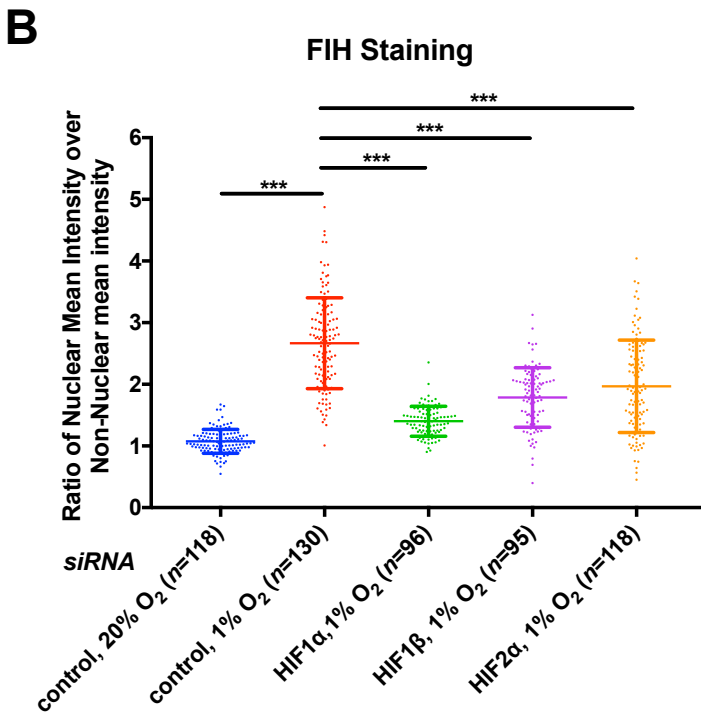 B
FIH Staining
***
***
***
***
Ratio of Nuclear Mean Intensity over
Non-Nuclear mean intensity
6
5
4
3
2
1
0
siRNA
control, 20% O₂ (n=118)
control, 1% O₂ (n=130)
HIF1α, 1% O₂ (n=96)
HIF1β, 1% O₂ (n=95)
HIF2α, 1% O₂ (n=118)